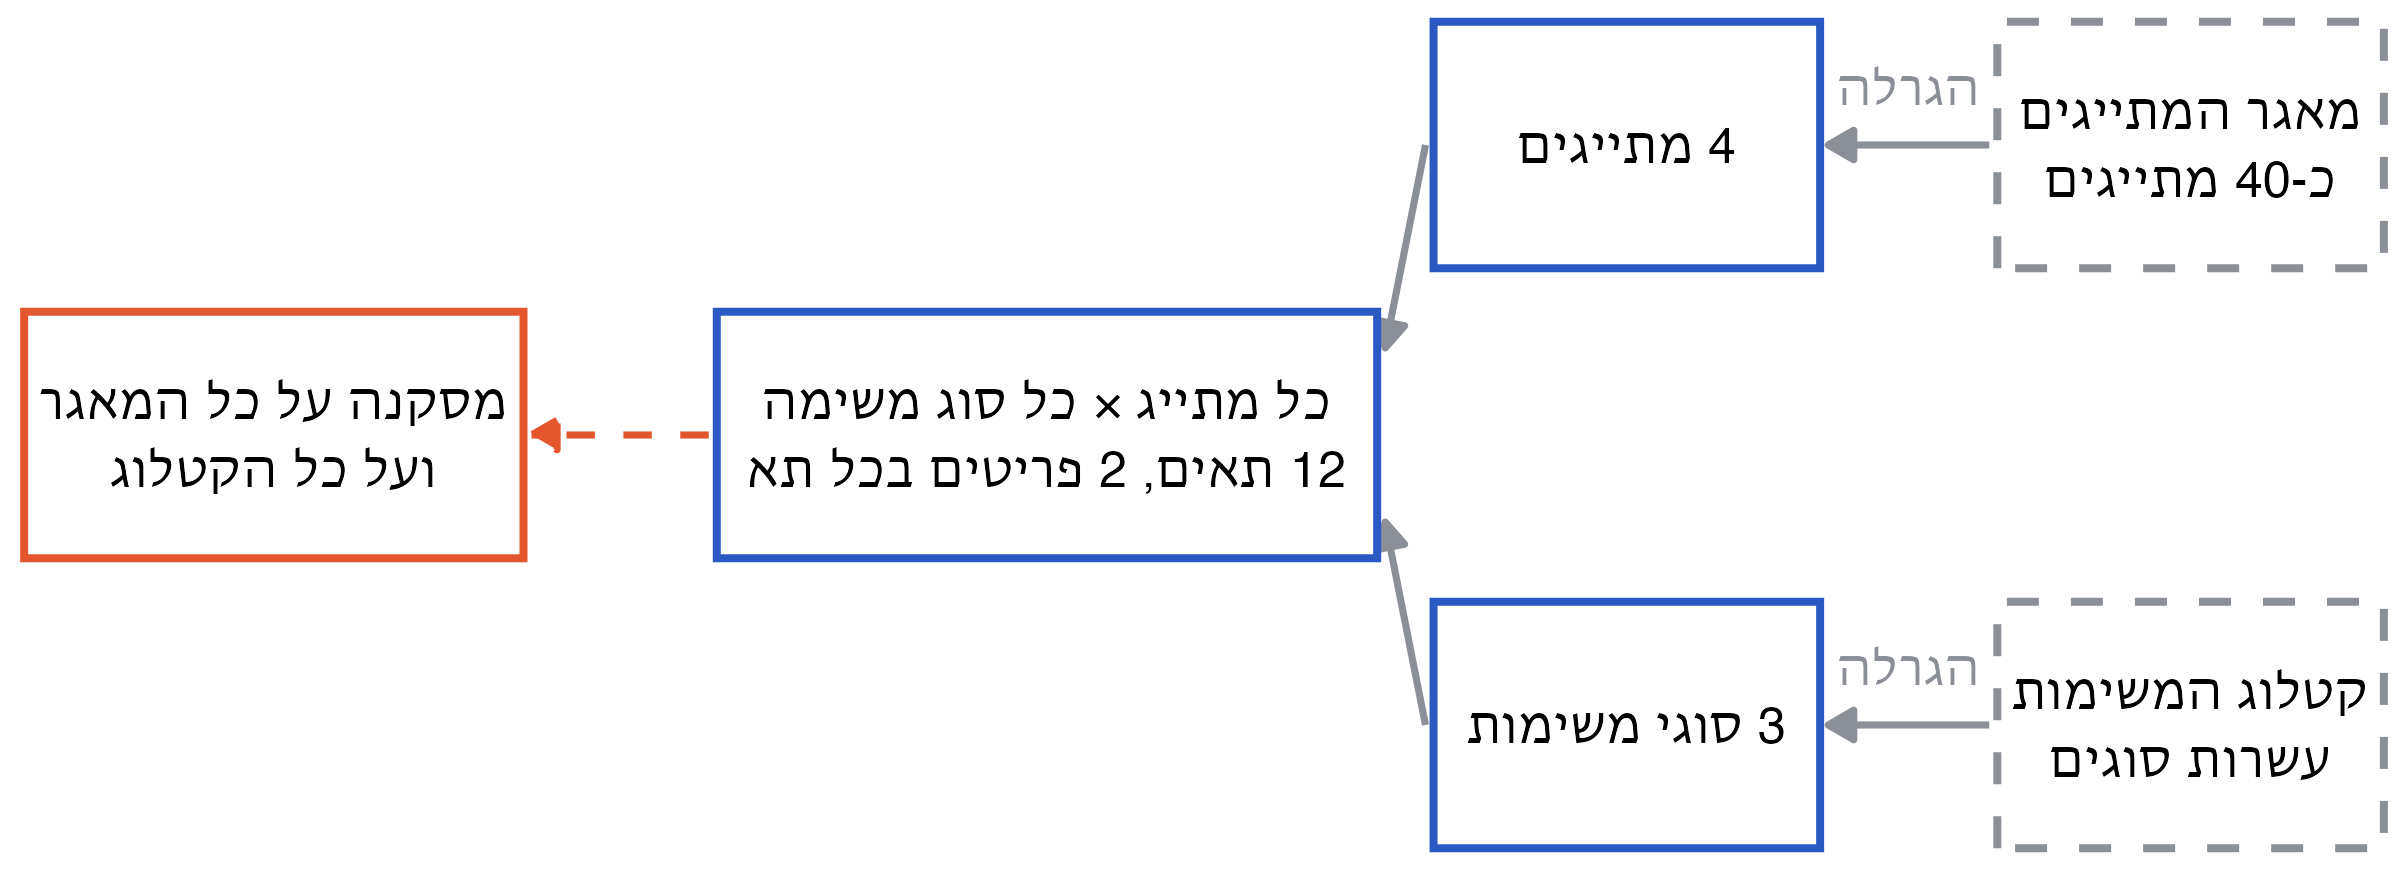 מאגר המתייגים
כ-40 מתייגים
הגרלה
4 מתייגים
קטלוג המשימות
עשרות סוגים
הגרלה
3 סוגי משימות
כל מתייג × כל סוג משימה
12 תאים, 2 פריטים בכל תא
מסקנה על כל המאגר
ועל כל הקטלוג